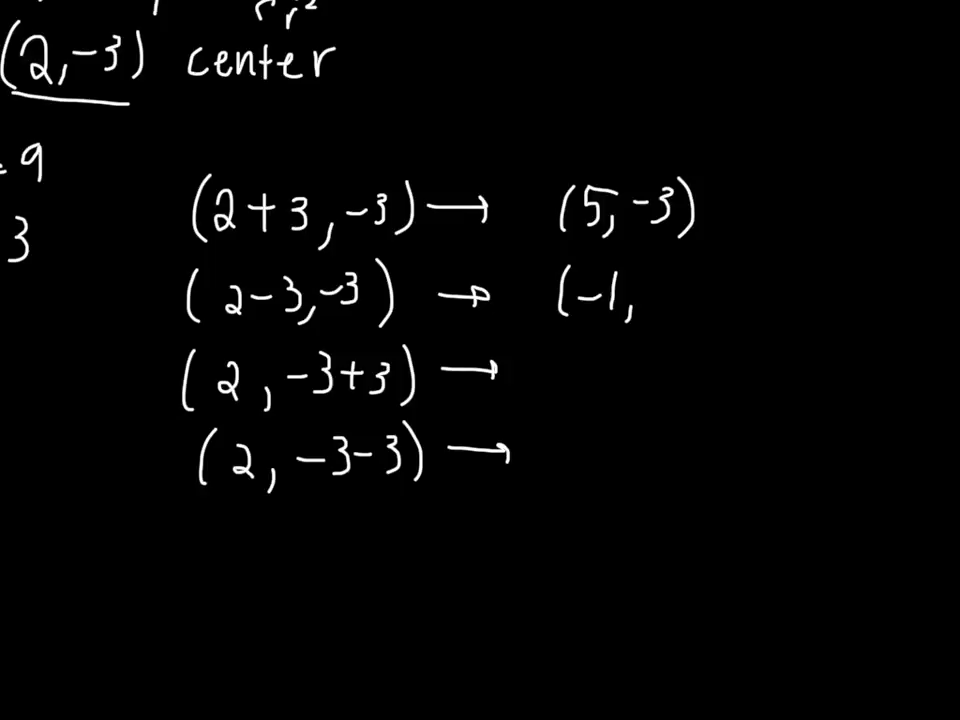 r²
(2,-3) center
9
3
(2+3,-3) → (5,-3)
(2-3,-3) → (-1,
(2,-3+3) →
(2,-3-3) →